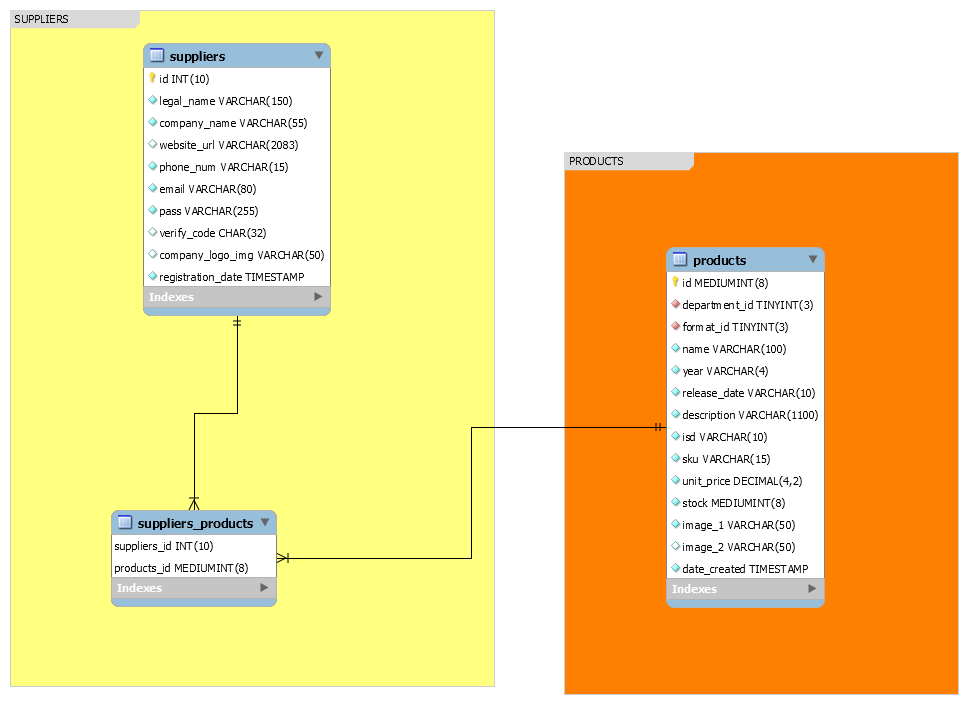 SUPPLIERS
suppliers
id INT(10)
legal_name VARCHAR(150)
company_name VARCHAR(55)
website_url VARCHAR(2083)
phone_num VARCHAR(15)
email VARCHAR(80)
pass VARCHAR(255)
verify_code CHAR(32)
company_logo_img VARCHAR(50)
registration_date TIMESTAMP
Indexes
suppliers_products
suppliers_id INT(10)
products_id MEDIUMINT(8)
Indexes
PRODUCTS
products
id MEDIUMINT(8)
department_id TINYINT(3)
format_id TINYINT(3)
name VARCHAR(100)
year VARCHAR(4)
release_date VARCHAR(10)
description VARCHAR(1100)
isd VARCHAR(10)
sku VARCHAR(15)
unit_price DECIMAL(4,2)
stock MEDIUMINT(8)
image_1 VARCHAR(50)
image_2 VARCHAR(50)
date_created TIMESTAMP
Indexes